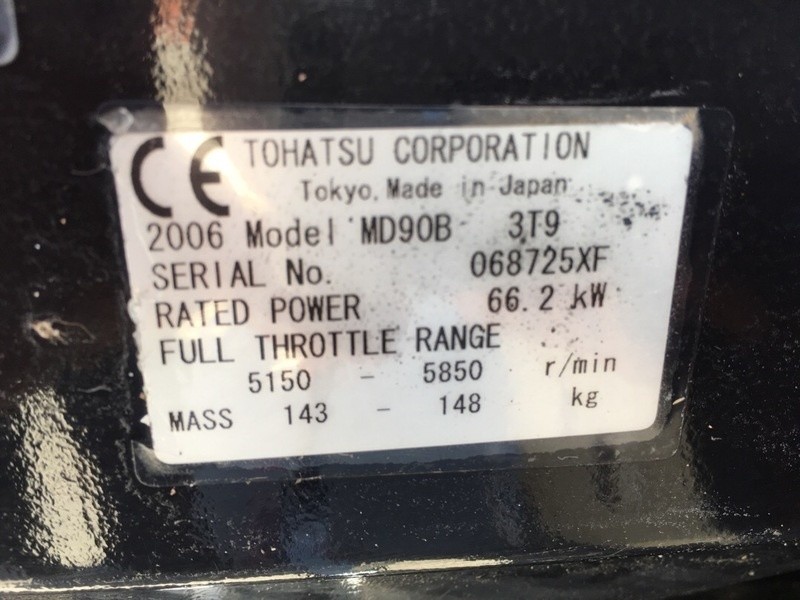 CE TOHATSU CORPORATION
Tokyo, Made in Japan
2006 Model MD90B 3T9
SERIAL No. 068725XF
RATED POWER 66.2 kW
FULL THROTTLE RANGE
5150 - 5850 r/min
MASS 143 - 148 kg